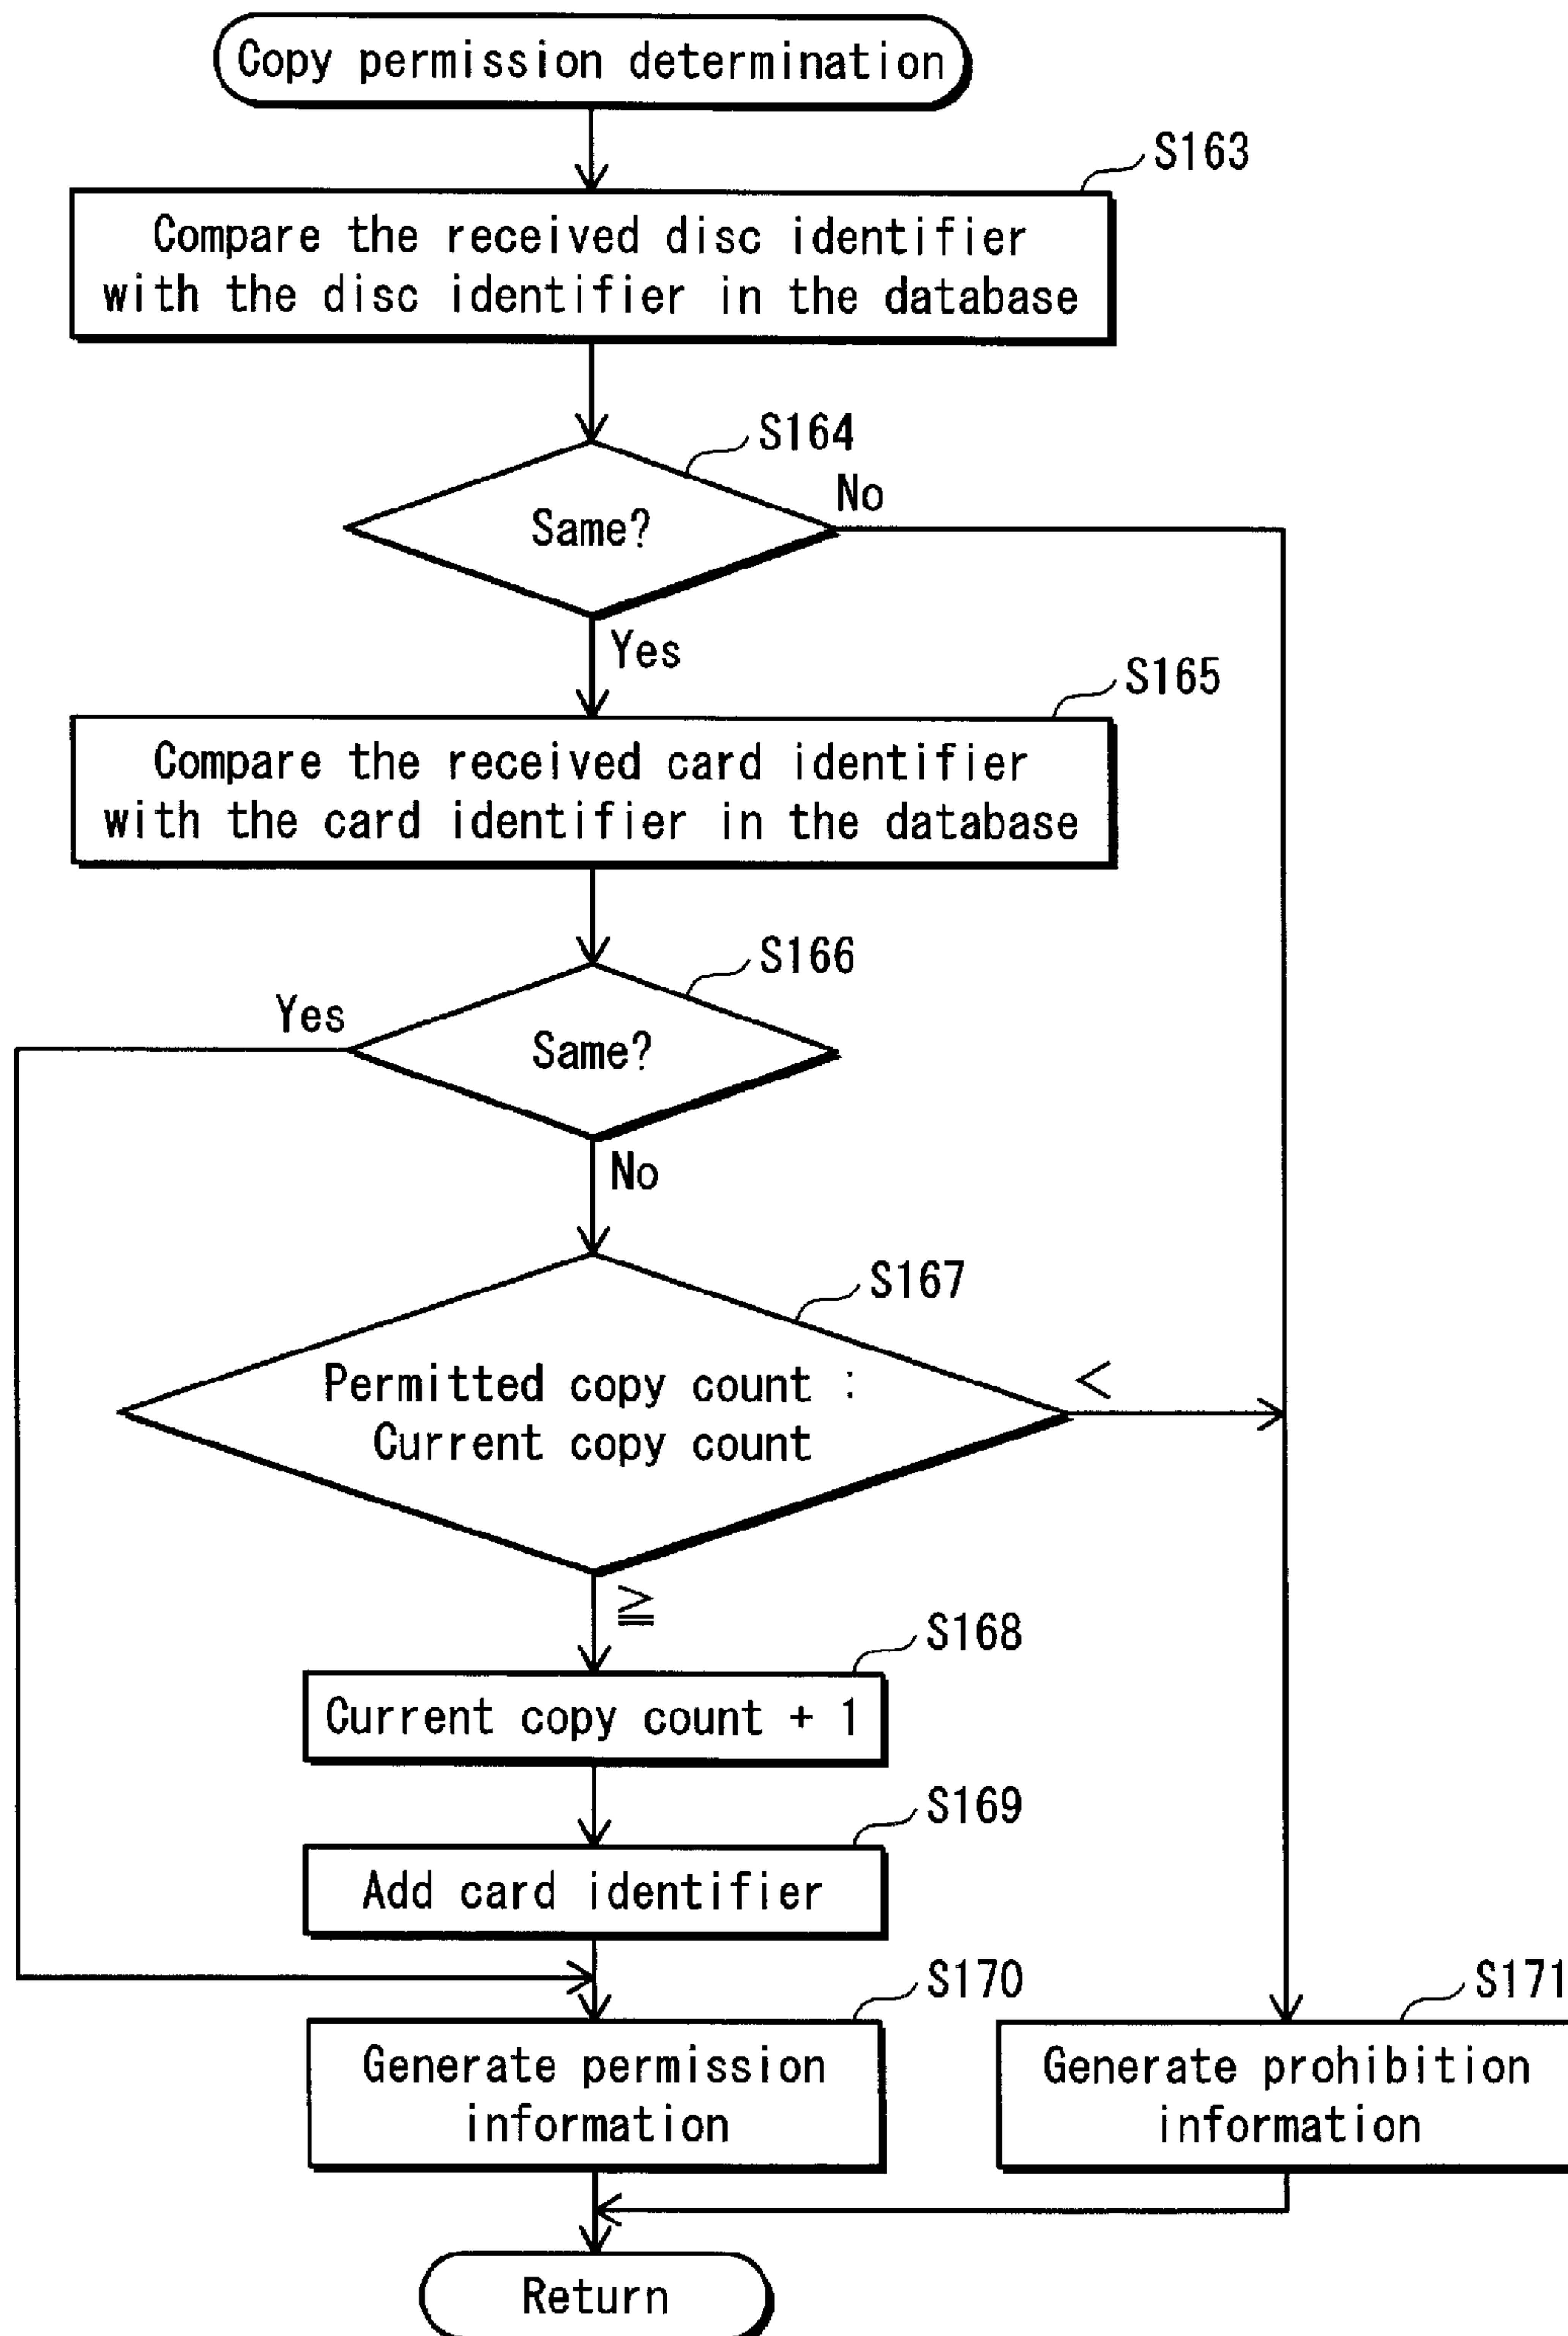 Copy permission determination
S163
Compare the received disc identifier
with the disc identifier in the database
S164
Same?
No
Yes
S165
Compare the received card identifier
with the card identifier in the database
S166
Yes
Same?
No
S167
Permitted copy count :
Current copy count
<
≧
S168
Current copy count + 1
S169
Add card identifier
S170
Generate permission
information
S171
Generate prohibition
information
Return